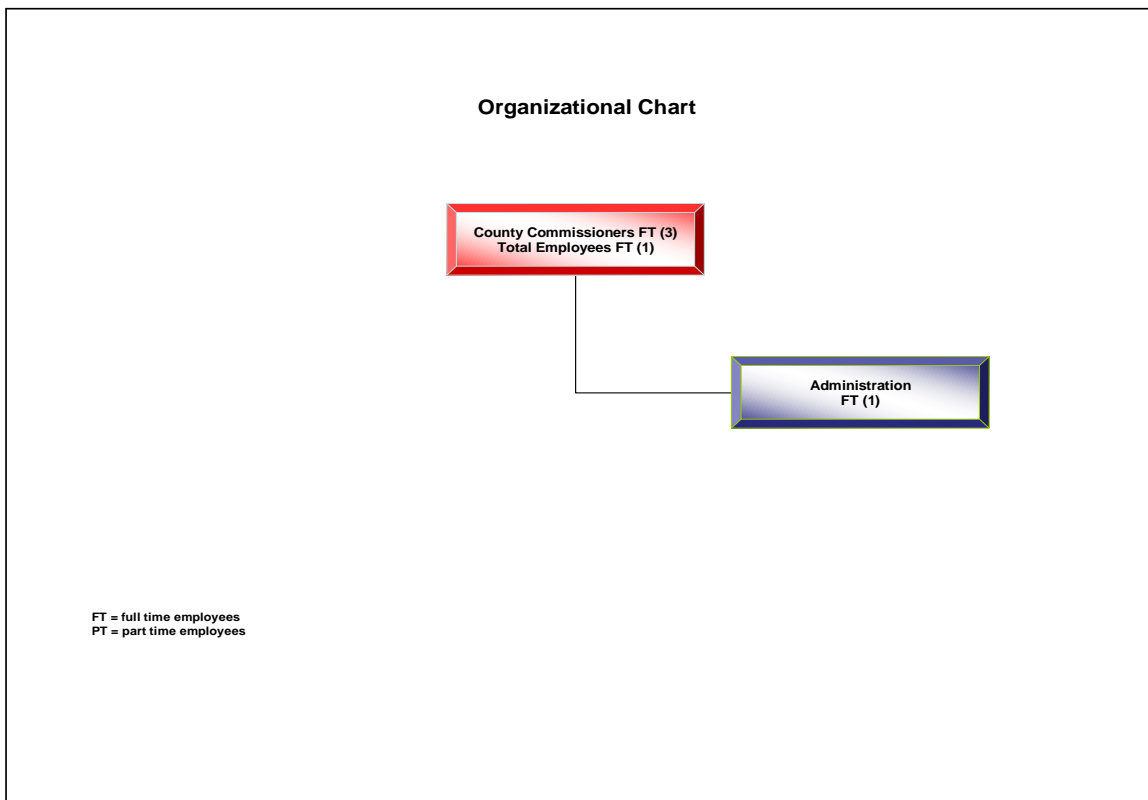 Organizational Chart
County Commissioners FT (3)
Total Employees FT (1)
Administration
FT (1)
FT = full time employees
PT = part time employees